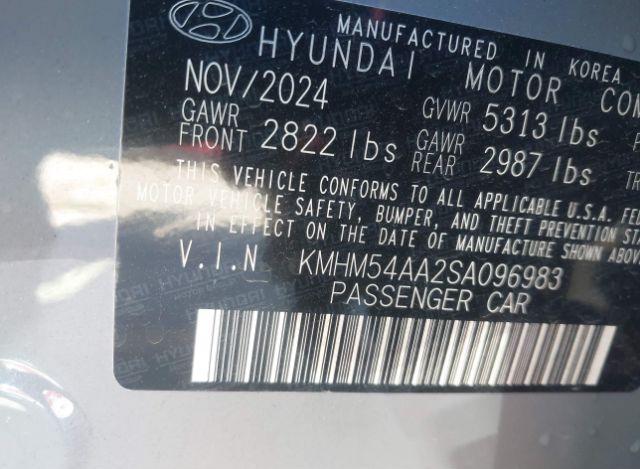 MANUFACTURED IN KOREA
HYUNDAI MOTOR
NOV/2024 GVWR 5313 lbs
GAWR FRONT 2822 lbs GAWR REAR 2987 lbs
THIS VEHICLE CONFORMS TO ALL APPLICABLE U.S.A.
MOTOR VEHICLE SAFETY, BUMPER, AND THEFT PREVENTION
IN EFFECT ON THE DATE OF MANUFACTURE SHOWN
V.I.N KMHM54AA2SA096983
PASSENGER CAR